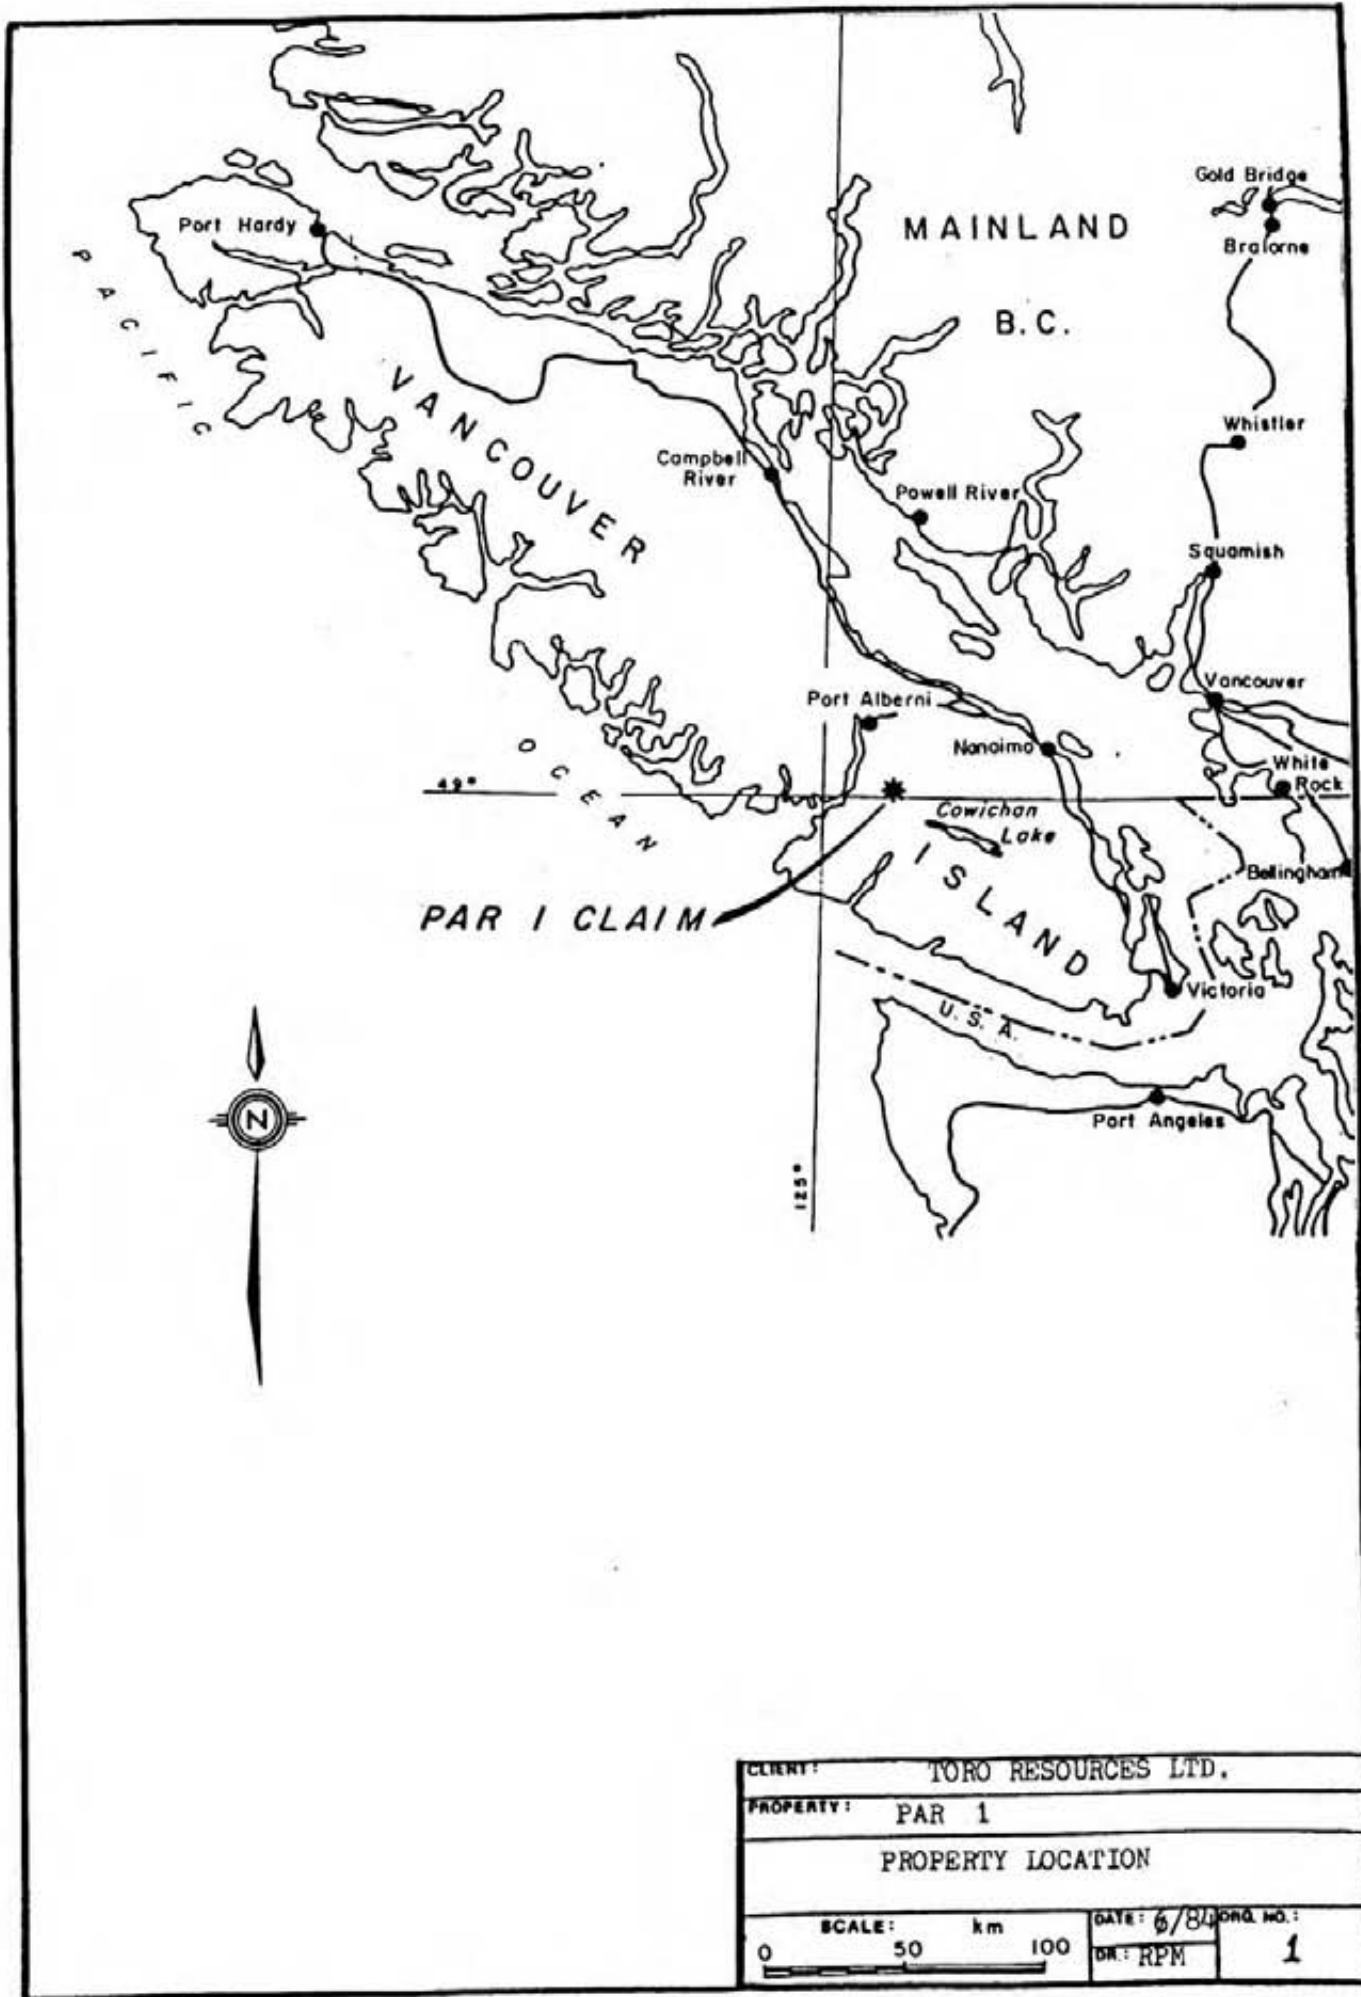 Gold Bridge
MAINLAND
Port Hardy
Bralorne
PACIFIC
B.C.
VANCOUVER
Whistler
Campbell
River
Powell River
Squamish
Vancouver
Port Alberni
Nanaimo
OCEAN
White
Rock
49°
Cowichan
Lake
ISLAND
Bellingham
PAR 1 CLAIM
Victoria
U.S.A.
N
Port Angeles
125°
CLIENT: TORO RESOURCES LTD.
PROPERTY: PAR 1
PROPERTY LOCATION
SCALE: km
0 50 100
DATE: 6/84
DR.: RPM
DRG. NO.:
1